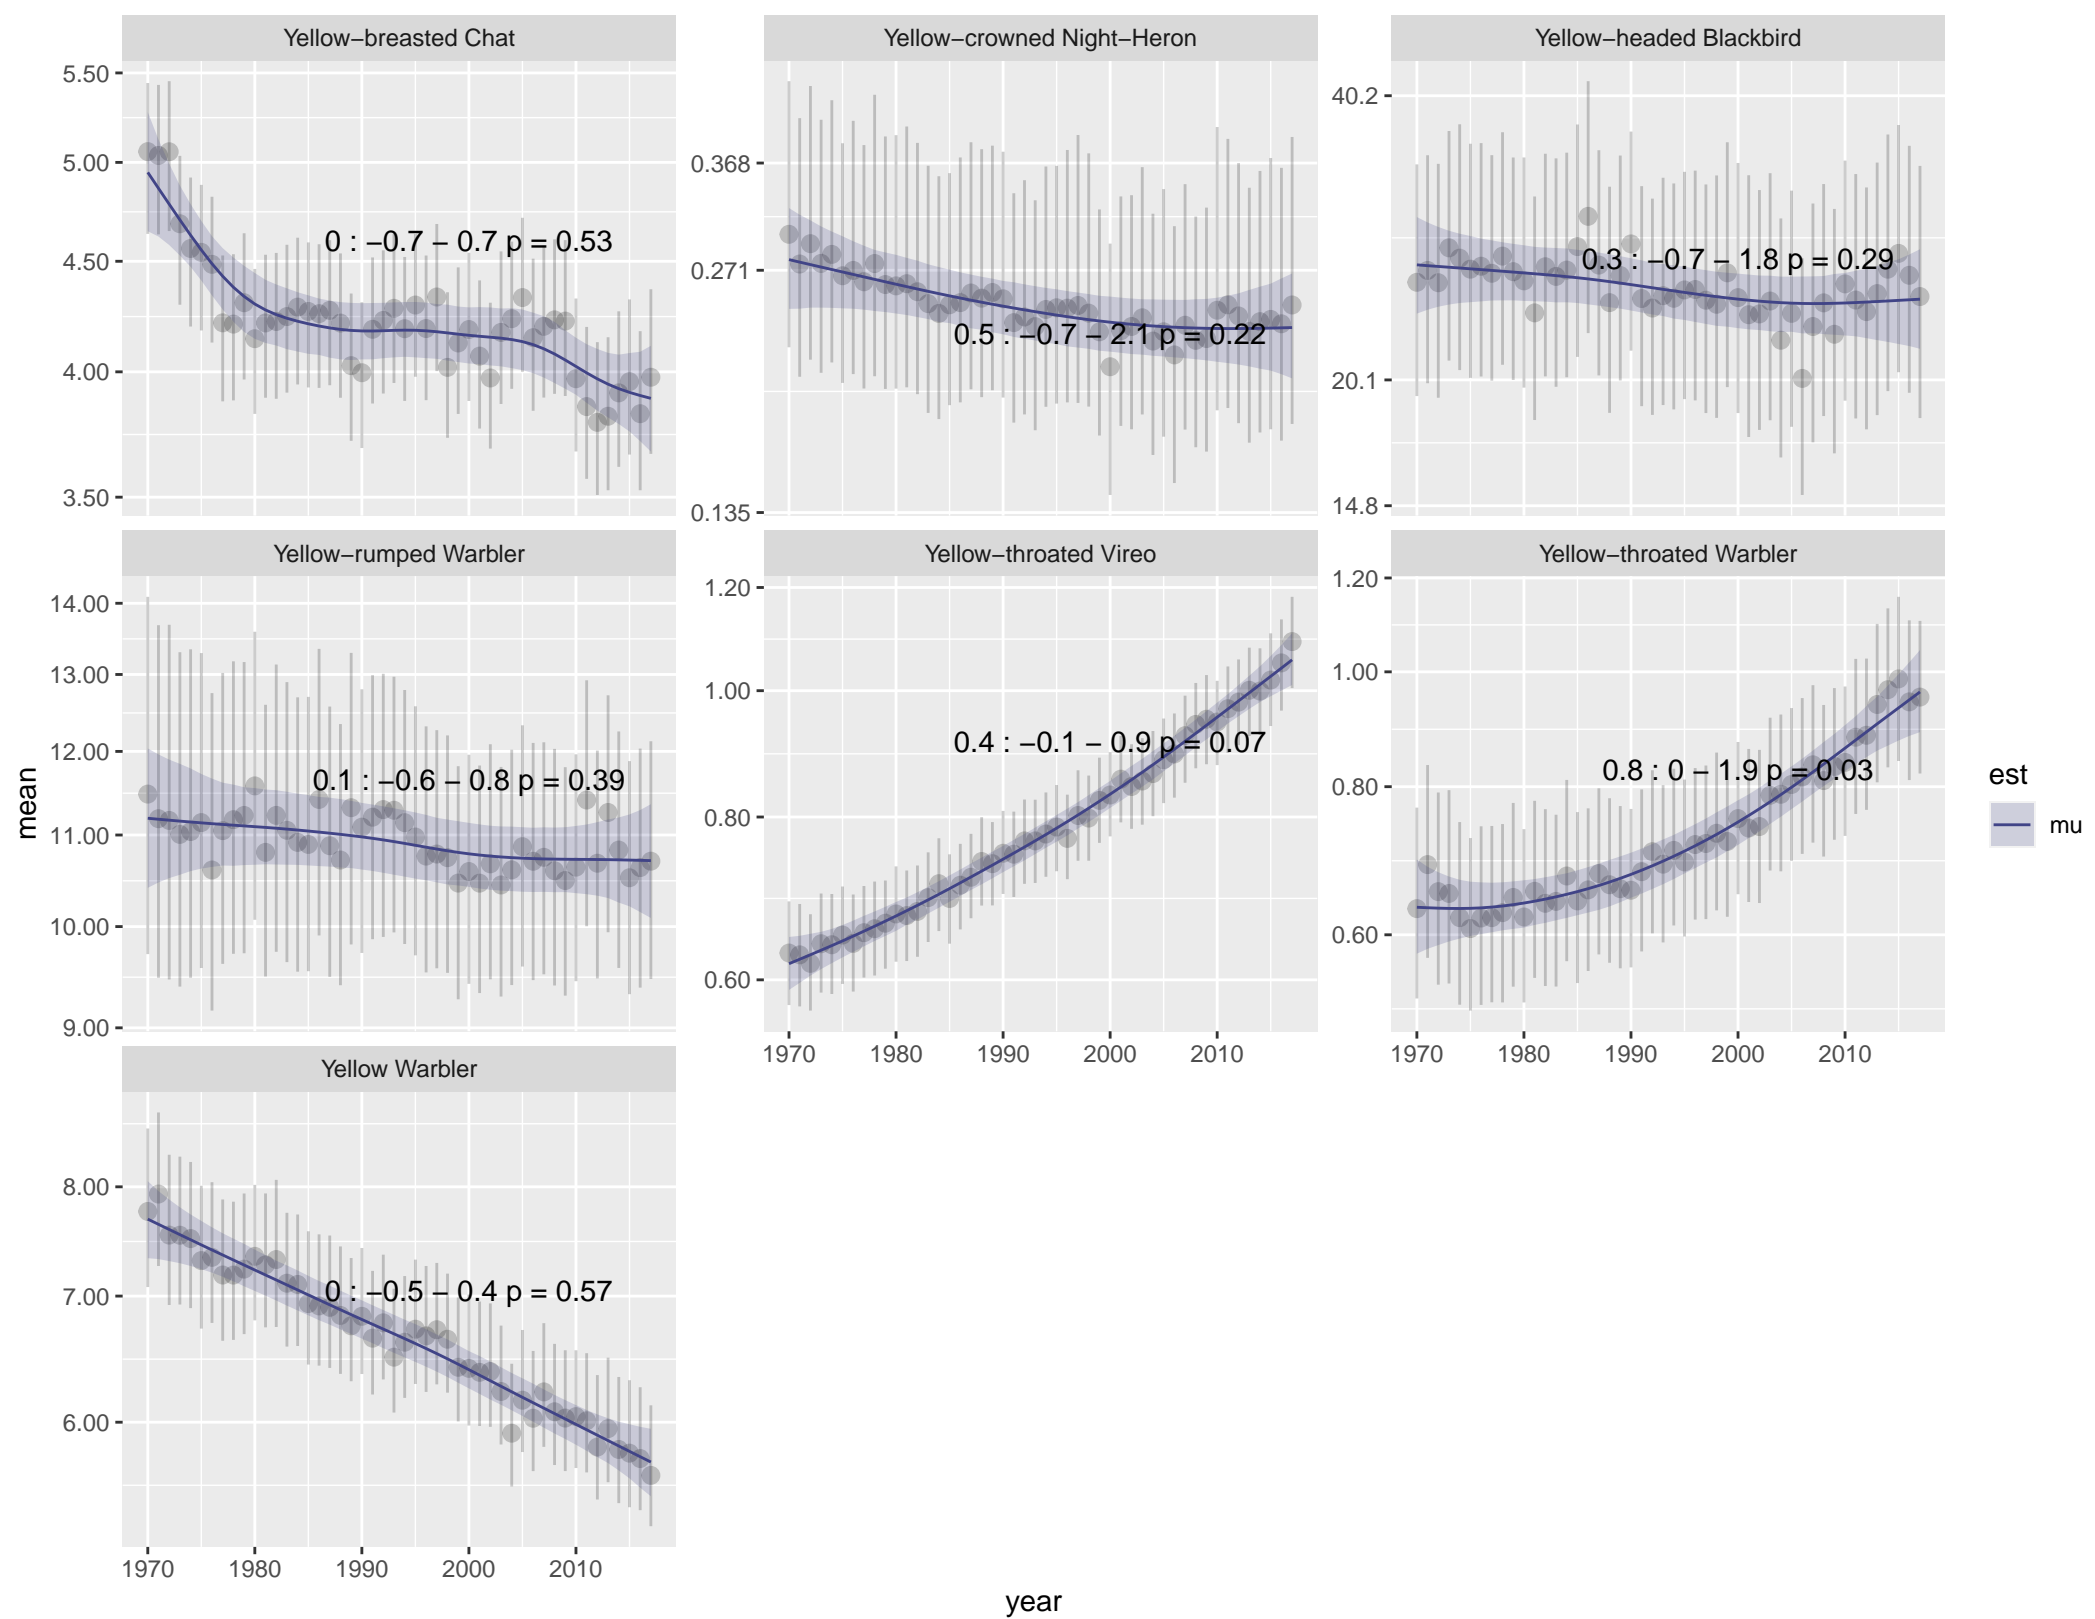 Yellow−breasted Chat
Yellow−crowned Night−Heron
Yellow−headed Blackbird
5.50
5.00
4.50
4.00
3.50
0 : −0.7 − 0.7 p = 0.53
0.368
0.271
0.135
0.5 : −0.7 − 2.1 p = 0.22
40.2
20.1
14.8
0.3 : −0.7 − 1.8 p = 0.29
Yellow−rumped Warbler
Yellow−throated Vireo
Yellow−throated Warbler
14.00
13.00
12.00
11.00
10.00
9.00
0.1 : −0.6 − 0.8 p = 0.39
1.20
1.00
0.80
0.60
0.4 : −0.1 − 0.9 p = 0.07
1970 1980 1990 2000 2010
1.20
1.00
0.80
0.60
0.8 : 0 − 1.9 p = 0.03
1970 1980 1990 2000 2010
Yellow Warbler
8.00
7.00
6.00
0 : −0.5 − 0.4 p = 0.57
1970 1980 1990 2000 2010
mean
year
est
mu